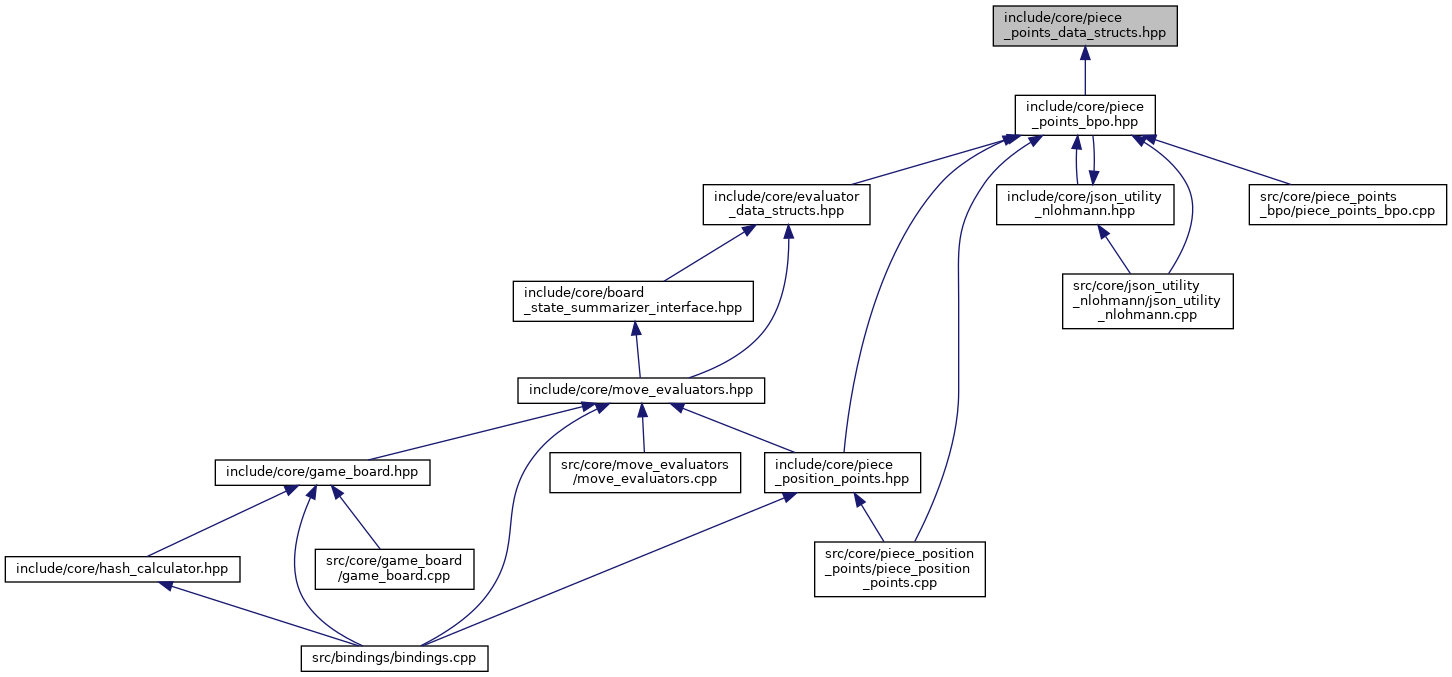 include/core/piece
_points_data_structs.hpp
include/core/piece
_points_bpo.hpp
include/core/evaluator
_data_structs.hpp
include/core/json_utility
_nlohmann.hpp
src/core/piece_points
_bpo/piece_points_bpo.cpp
include/core/board
_state_summarizer_interface.hpp
src/core/json_utility
_nlohmann/json_utility
_nlohmann.cpp
include/core/move_evaluators.hpp
include/core/game_board.hpp
src/core/move_evaluators
/move_evaluators.cpp
include/core/piece
_position_points.hpp
include/core/hash_calculator.hpp
src/core/game_board
/game_board.cpp
src/core/piece_position
_points/piece_position
_points.cpp
src/bindings/bindings.cpp